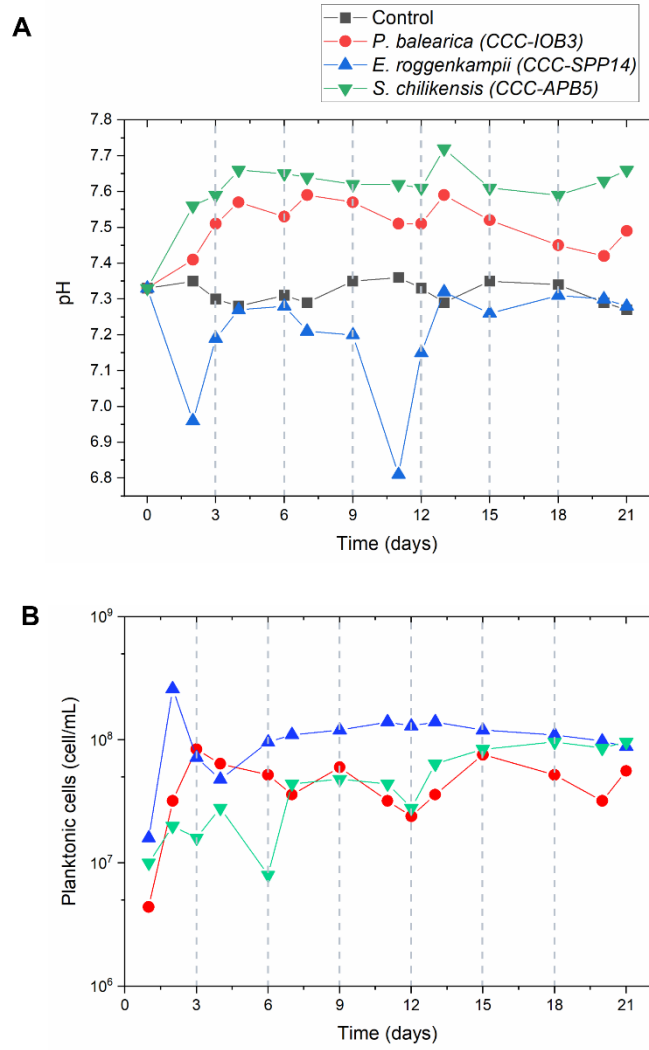 A
Control
P. balearica (CCC-IOB3)
E. roggenkampii (CCC-SPP14)
S. chilikensis (CCC-APB5)
7.8
7.7
7.6
7.5
7.4
7.3
7.2
7.1
7.0
6.9
6.8
pH
0 3 6 9 12 15 18 21
Time (days)
B
10⁹
10⁸
10⁷
10⁶
Planktonic cells (cell/mL)
0 3 6 9 12 15 18 21
Time (days)